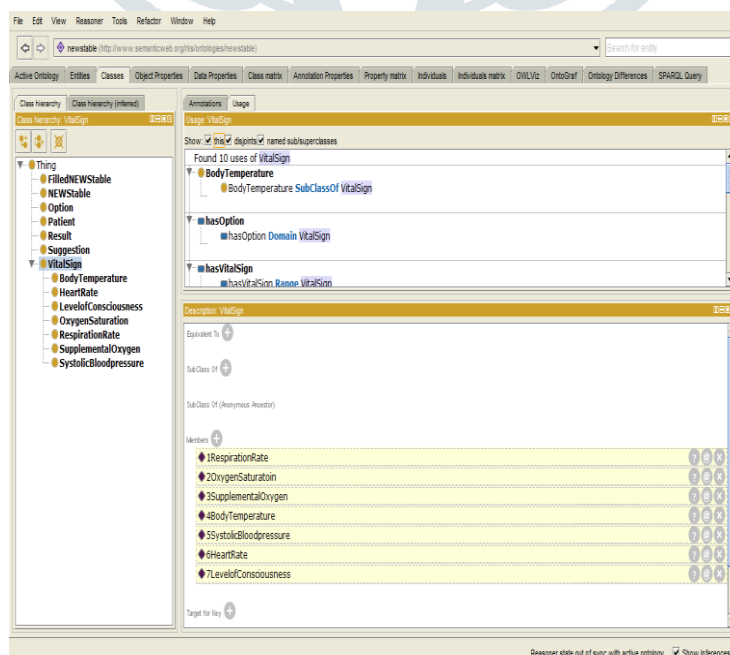 File Edit View Reasoner Tools Refactor Window Help
newstable (http://www.semanticweb.org/rks/ontologies/newstable)
Search for entity
Active Ontology Entities Classes Object Properties Data Properties Class matrix Annotation Properties Property matrix Individuals Individuals matrix OWLViz OntoGraf Ontology Differences SPARQL Query
Class hierarchy Class hierarchy (inferred)
Class hierarchy: VitalSign
Thing
FilledNEWStable
NEWStable
Option
Patient
Result
Suggestion
VitalSign
BodyTemperature
HeartRate
LevelofConsciousness
OxygenSaturation
RespirationRate
SupplementalOxygen
SystolicBloodpressure
Annotations Usage
Usage: VitalSign
Show: this disjoints named sub/superclasses
Found 10 uses of VitalSign
BodyTemperature
BodyTemperature SubClassOf VitalSign
hasOption
hasOption Domain VitalSign
hasVitalSign
hasVitalSign Range VitalSign
Description: VitalSign
Equivalent To
SubClass Of
SubClass Of (Anonymous Ancestor)
Members
1RespirationRate
2OxygenSaturatoin
3SupplementalOxygen
4BodyTemperature
5SystolicBloodpressure
6HeartRate
7LevelofConsciousness
Target for Key
Reasoner state out of sync with active ontology Show Inferences